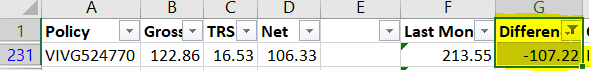 A B C D E F G
1 Policy Gross TRS Net Last Mon Differen
231 VIVG524770 122.86 16.53 106.33 213.55 -107.22